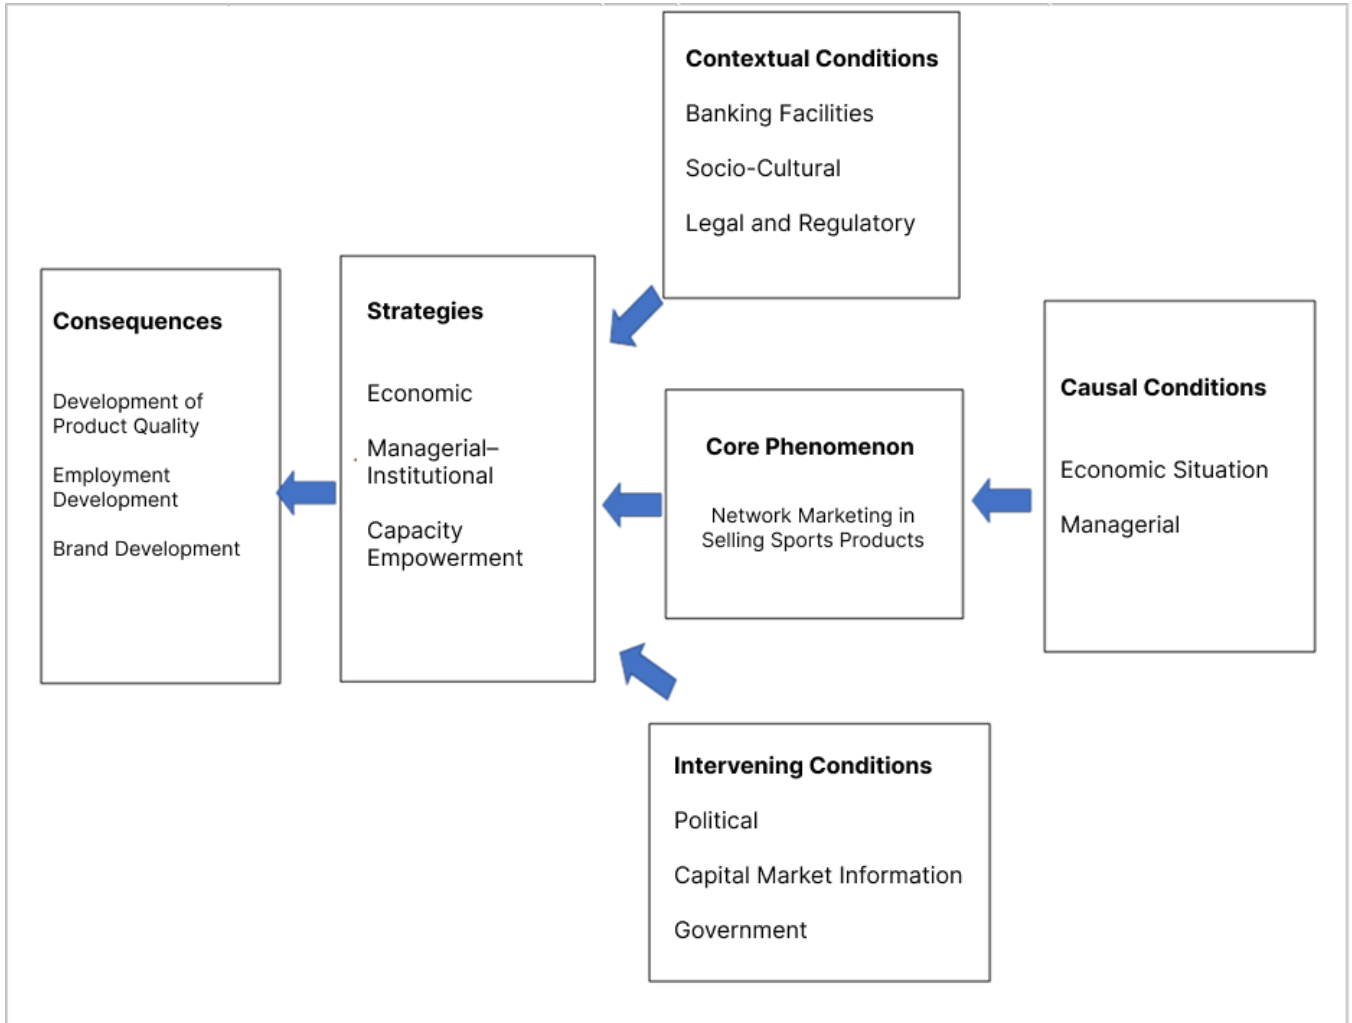 Contextual Conditions
Banking Facilities
Socio-Cultural
Legal and Regulatory
Consequences
Development of
Product Quality
Employment
Development
Brand Development
Strategies
Economic
Managerial–
Institutional
Capacity
Empowerment
Core Phenomenon
Network Marketing in
Selling Sports Products
Causal Conditions
Economic Situation
Managerial
Intervening Conditions
Political
Capital Market Information
Government